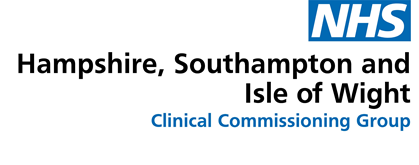 NHS
Hampshire, Southampton and
Isle of Wight
Clinical Commissioning Group